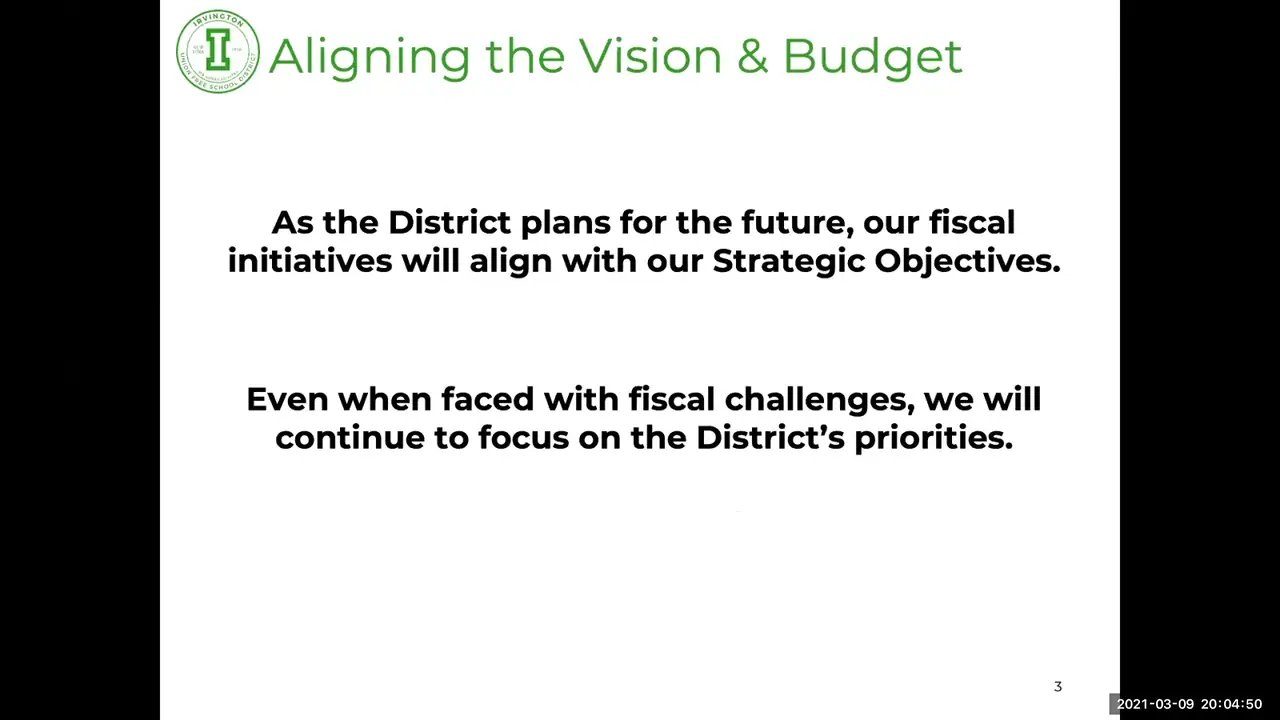 IRVINGTON
UNION FREE SCHOOL DISTRICT
I
Aligning the Vision & Budget
As the District plans for the future, our fiscal
initiatives will align with our Strategic Objectives.
Even when faced with fiscal challenges, we will
continue to focus on the District’s priorities.
3
2021-03-09 20:04:50